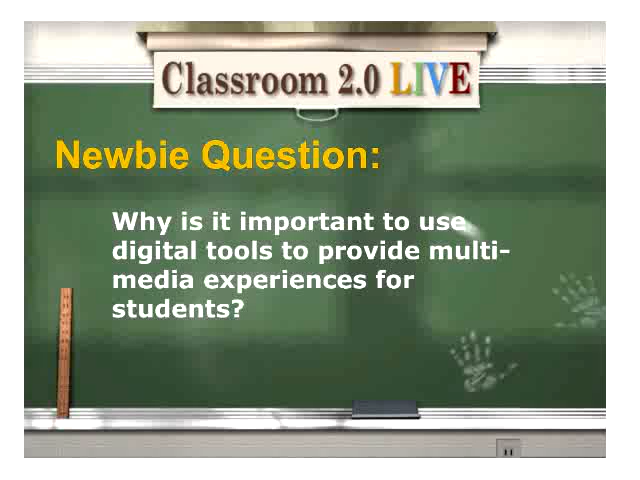 Classroom 2.0 LIVE
Newbie Question:
Why is it important to use
digital tools to provide multi-
media experiences for
students?